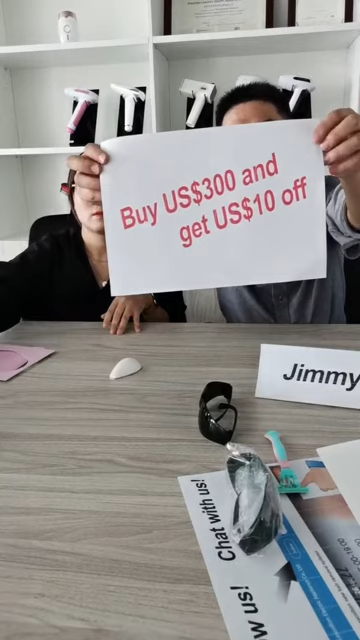 Buy US$300 and
get US$10 off
Jimmy
Chat with us!
w us!